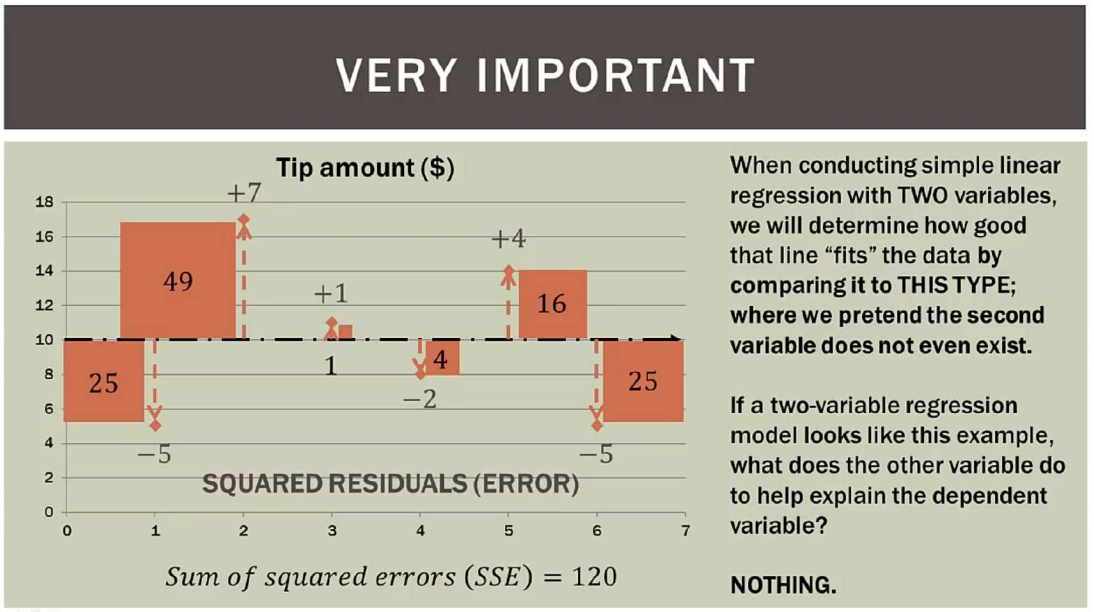 VERY IMPORTANT
Tip amount ($)
+7
18
16
14
12
10
8
6
4
2
0
49
+4
+1
16
1
4
25
25
−2
−5
−5
SQUARED RESIDUALS (ERROR)
0 1 2 3 4 5 6 7
Sum of squared errors (SSE) = 120
When conducting simple linear
regression with TWO variables,
we will determine how good
that line “fits” the data by
comparing it to THIS TYPE;
where we pretend the second
variable does not even exist.
If a two-variable regression
model looks like this example,
what does the other variable do
to help explain the dependent
variable?
NOTHING.